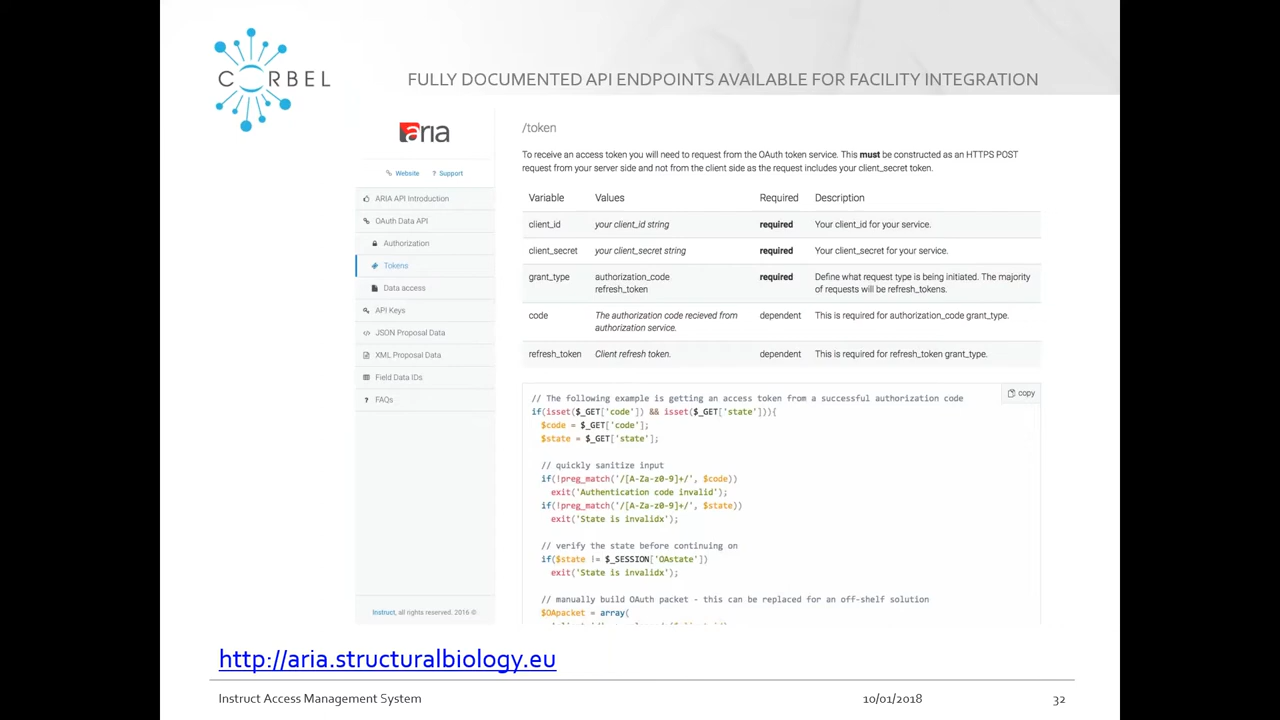 CORBEL
FULLY DOCUMENTED API ENDPOINTS AVAILABLE FOR FACILITY INTEGRATION
aria
Website
? Support
ARIA API Introduction
OAuth Data API
Authorization
Tokens
Data access
API Keys
JSON Proposal Data
XML Proposal Data
Field Data IDs
? FAQs
Instruct, all rights reserved. 2016 ©
/token
To receive an access token you will need to request from the OAuth token service. This must be constructed as an HTTPS POST
request from your server side and not from the client side as the request includes your client_secret token.
Variable Values Required Description
client_id your client_id string required Your client_id for your service.
client_secret your client_secret string required Your client_secret for your service.
grant_type authorization_code required Define what request type is being initiated. The majority
refresh_token of requests will be refresh_tokens.
code The authorization code recieved from dependent This is required for authorization_code grant_type.
authorization service.
refresh_token Client refresh token. dependent This is required for refresh_token grant_type.
copy
// The following example is getting an access token from a successful authorization code
if(isset($_GET['code']) && isset($_GET['state'])){
$code = $_GET['code'];
$state = $_GET['state'];
// quickly sanitize input
if(!preg_match('/[A-Za-z0-9]+/', $code))
exit('Authentication code invalid');
if(!preg_match('/[A-Za-z0-9]+/', $state))
exit('State is invalidx');
// verify the state before continuing on
if($state != $_SESSION['OAstate'])
exit('State is invalidx');
// manually build OAuth packet - this can be replaced for an off-shelf solution
$OApacket = array(
http://aria.structuralbiology.eu
Instruct Access Management System
10/01/2018
32